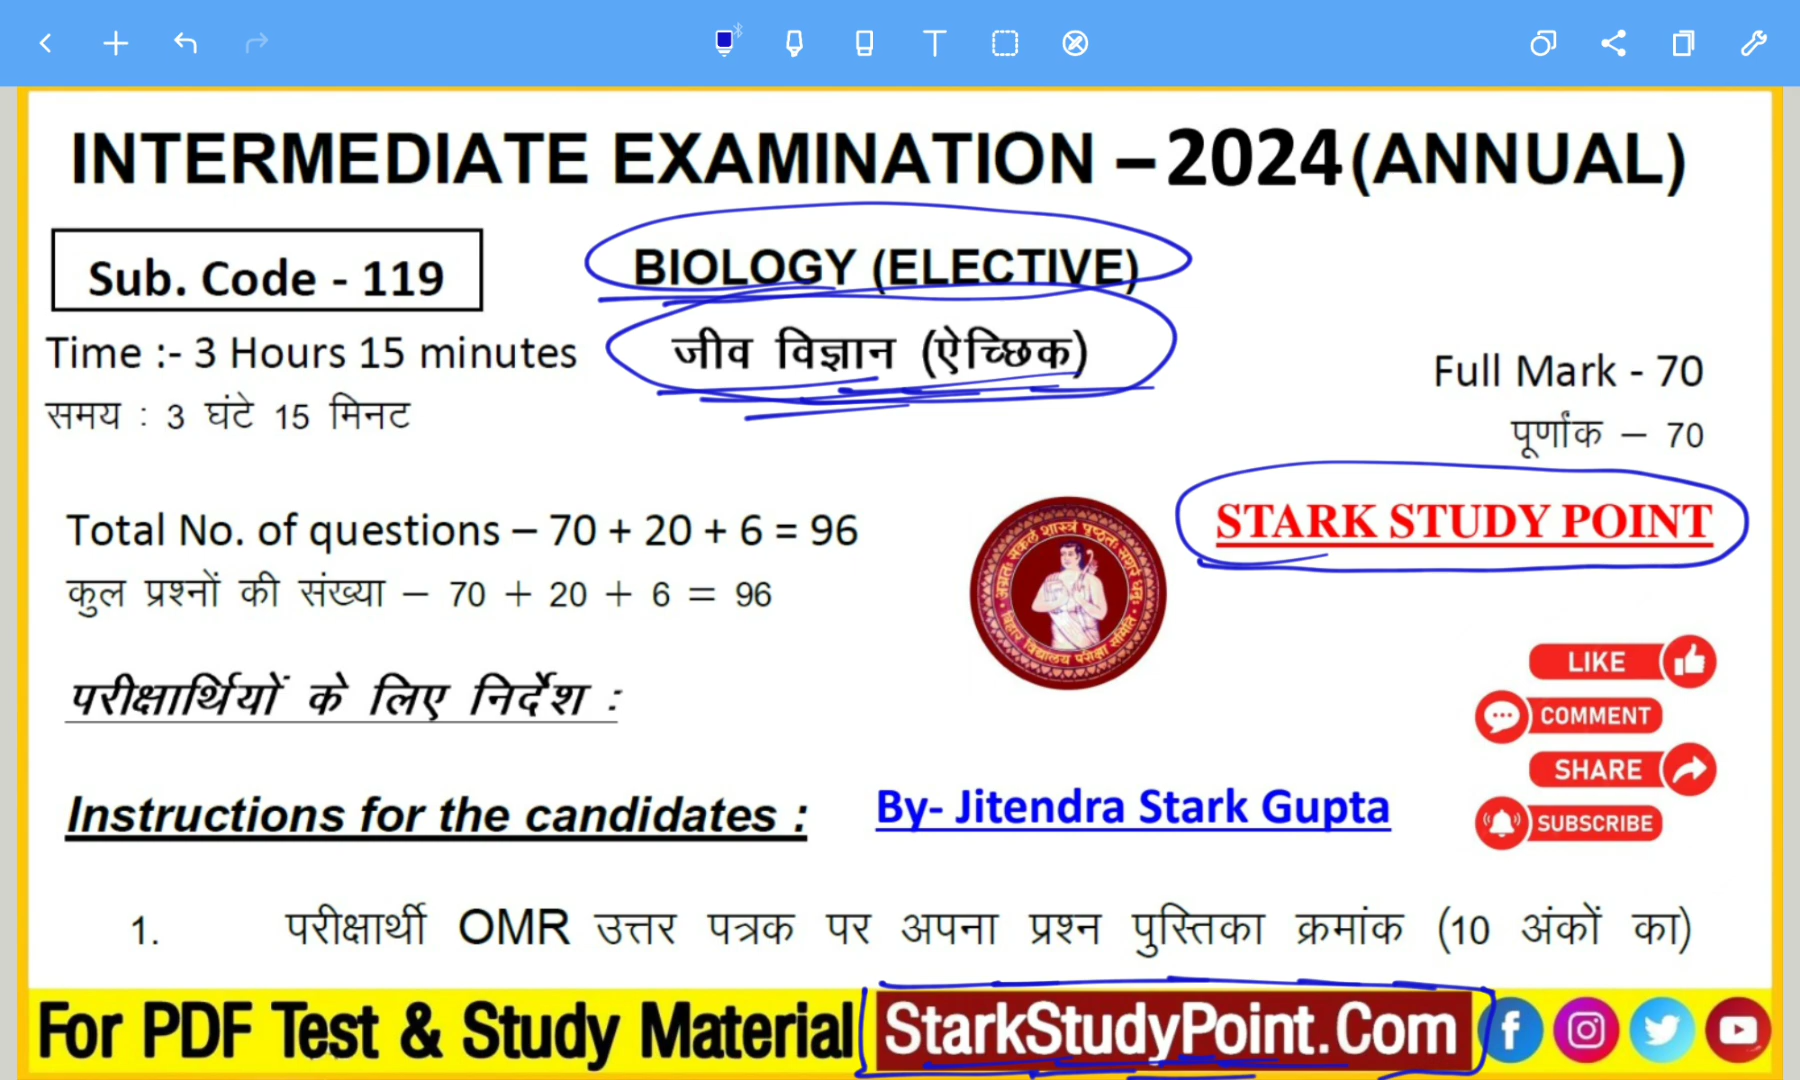 INTERMEDIATE EXAMINATION – 2024 (ANNUAL)
Sub. Code - 119
BIOLOGY (ELECTIVE)
जीव विज्ञान (ऐच्छिक)
Time :- 3 Hours 15 minutes
समय : 3 घंटे 15 मिनट
Full Mark - 70
पूर्णांक – 70
STARK STUDY POINT
Total No. of questions – 70 + 20 + 6 = 96
कुल प्रश्नों की संख्या – 70 + 20 + 6 = 96
बिहार विद्यालय परीक्षा समिति
परीक्षार्थियों के लिए निर्देश :
LIKE
COMMENT
SHARE
SUBSCRIBE
Instructions for the candidates :
By- Jitendra Stark Gupta
1. परीक्षार्थी OMR उत्तर पत्रक पर अपना प्रश्न पुस्तिका क्रमांक (10 अंकों का)
For PDF Test & Study Material StarkStudyPoint.Com